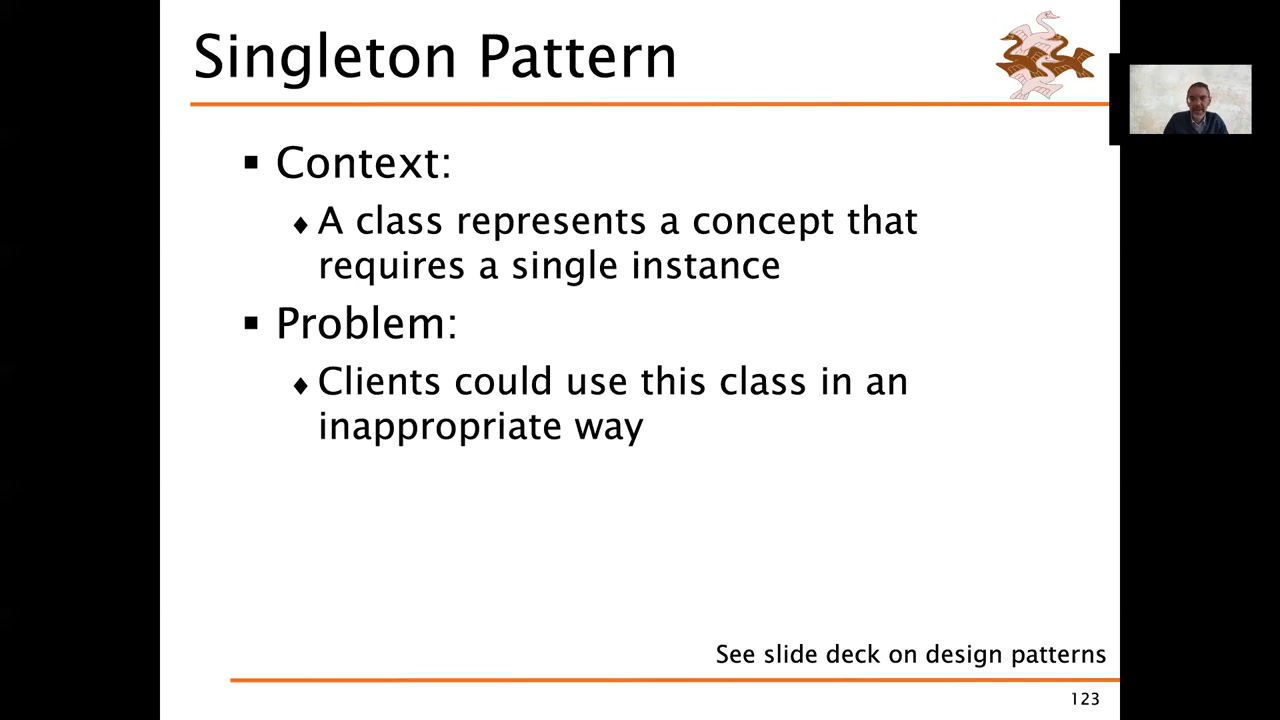 Singleton Pattern
▪ Context:
♦ A class represents a concept that
requires a single instance
▪ Problem:
♦ Clients could use this class in an
inappropriate way
See slide deck on design patterns
123